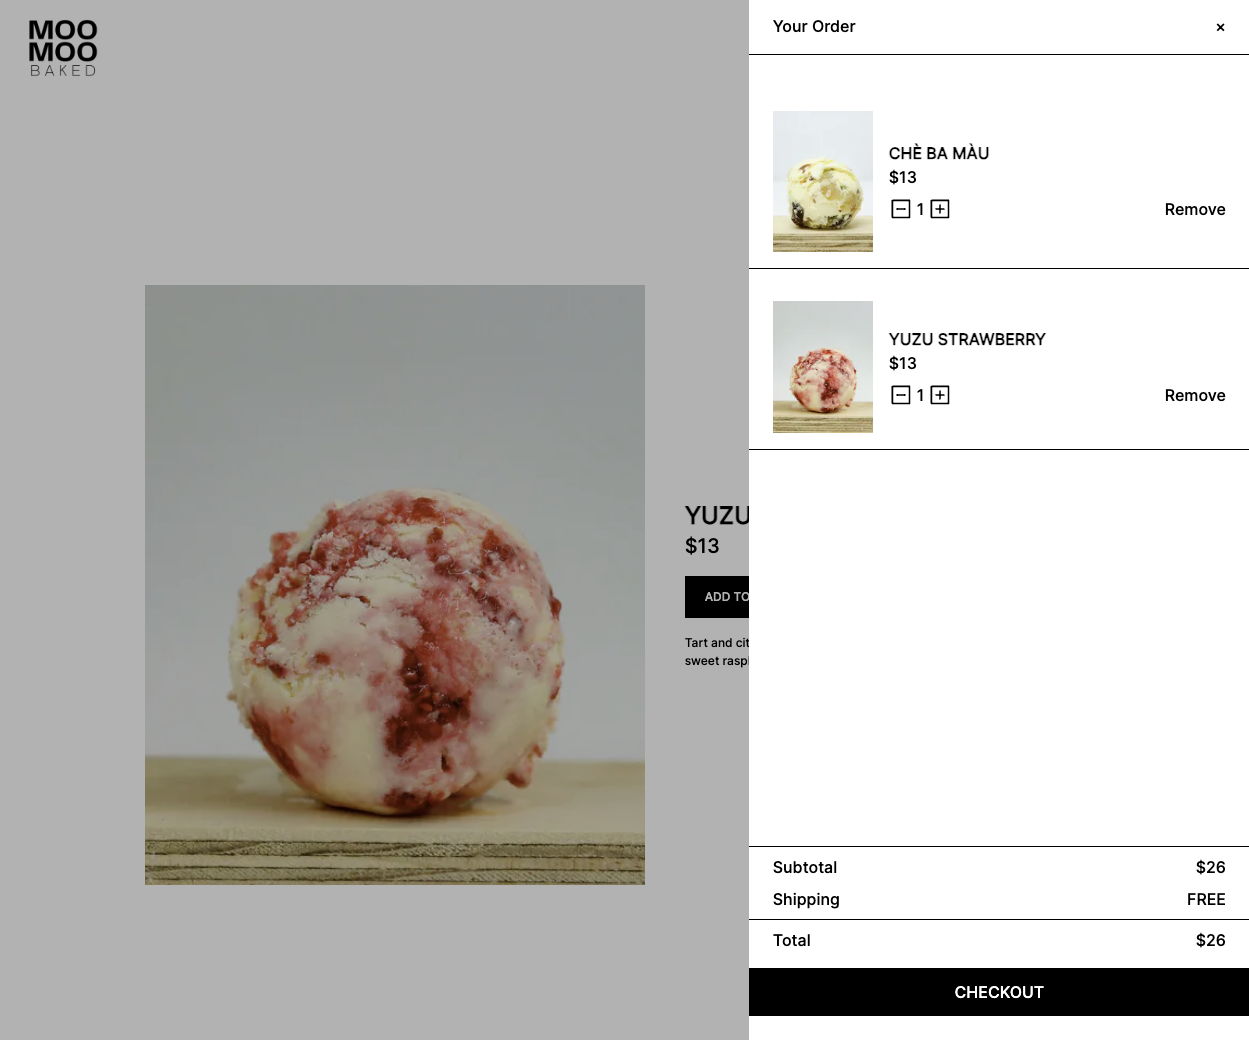 MOO
MOO
BAKED
Your Order
×
CHÈ BA MÀU
$13
1
Remove
YUZU STRAWBERRY
$13
1
Remove
YUZU
$13
ADD TO
Tart and cit
sweet rasp
Subtotal $26
Shipping FREE
Total $26
CHECKOUT